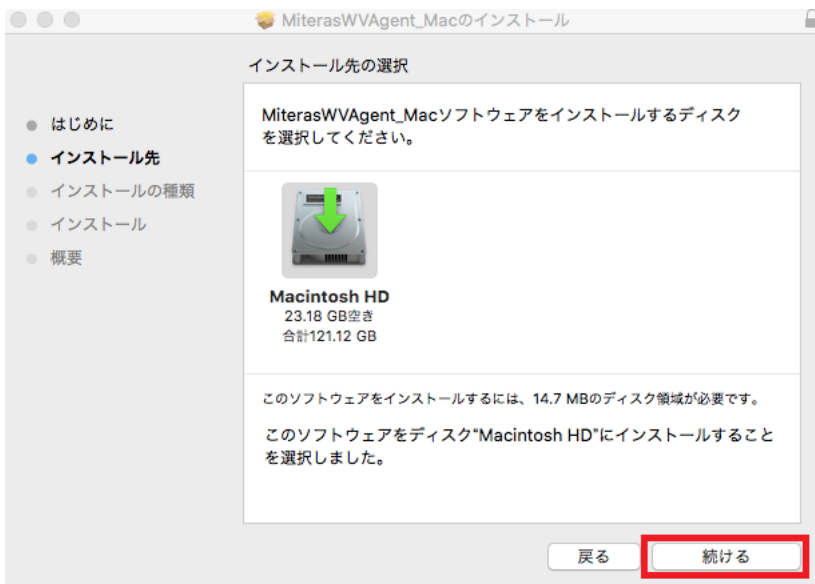 MiterasWVAgent_Macのインストール
インストール先の選択
はじめに
インストール先
インストールの種類
インストール
概要
MiterasWVAgent_Macソフトウェアをインストールするディスク
を選択してください。
Macintosh HD
23.18 GB空き
合計121.12 GB
このソフトウェアをインストールするには、14.7 MBのディスク領域が必要です。
このソフトウェアをディスク“Macintosh HD”にインストールすること
を選択しました。
戻る
続ける